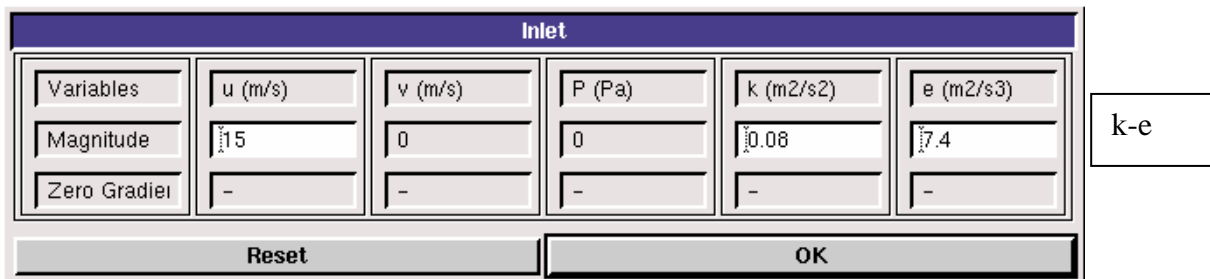 Inlet
Variables u (m/s) v (m/s) P (Pa) k (m2/s2) e (m2/s3)
Magnitude 15 0 0 0.08 7.4
Zero Gradier - - - - -
Reset OK
k-e